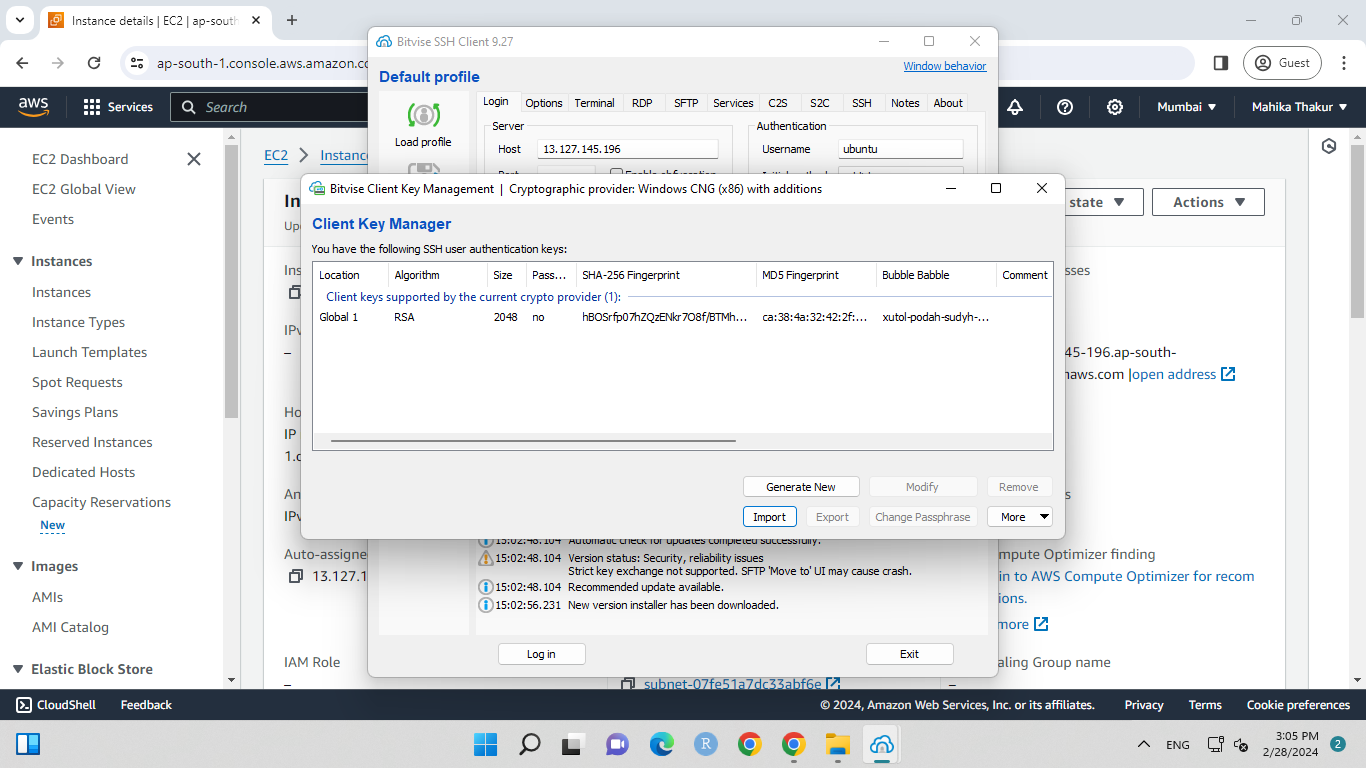 Instance details | EC2 | ap-south
ap-south-1.console.aws.amazon.co
Guest
aws
Services
Search
Mumbai
Mahika Thakur
EC2 Dashboard
EC2 Global View
Events
Instances
Instances
Instance Types
Launch Templates
Spot Requests
Savings Plans
Reserved Instances
Dedicated Hosts
Capacity Reservations
New
Images
AMIs
AMI Catalog
Elastic Block Store
EC2
Instance
In
state
Actions
Up
Ins
sses
IPv
–
45-196.ap-south-
naws.com |open address
Ho
IP
1.c
An
s
IPv
Auto-assigne
mpute Optimizer finding
13.127.1
in to AWS Compute Optimizer for recom
ons.
more
IAM Role
aling Group name
–
subnet-07fe51a7dc33abf6e
–
Bitvise SSH Client 9.27
Default profile
Window behavior
Load profile
Login
Options
Terminal
RDP
SFTP
Services
C2S
S2C
SSH
Notes
About
Server
Host
13.127.145.196
Authentication
Username
ubuntu
Enable obfuscation
Bitvise Client Key Management | Cryptographic provider: Windows CNG (x86) with additions
Client Key Manager
You have the following SSH user authentication keys:
Location
Algorithm
Size
Pass...
SHA-256 Fingerprint
MD5 Fingerprint
Bubble Babble
Comment
Client keys supported by the current crypto provider (1):
Global 1
RSA
2048
no
hBOSrfp07hZQzENkr7O8f/BTMh...
ca:38:4a:32:42:2f:...
xutol-podah-sudyh-...
Generate New
Modify
Remove
Import
Export
Change Passphrase
More
15:02:48.104 Automatic check for updates completed successfully.
15:02:48.104 Version status: Security, reliability issues
Strict key exchange not supported. SFTP 'Move to' UI may cause crash.
15:02:48.104 Recommended update available.
15:02:56.231 New version installer has been downloaded.
Log in
Exit
CloudShell
Feedback
© 2024, Amazon Web Services, Inc. or its affiliates.
Privacy
Terms
Cookie preferences
R
ENG
3:05 PM
2/28/2024
2